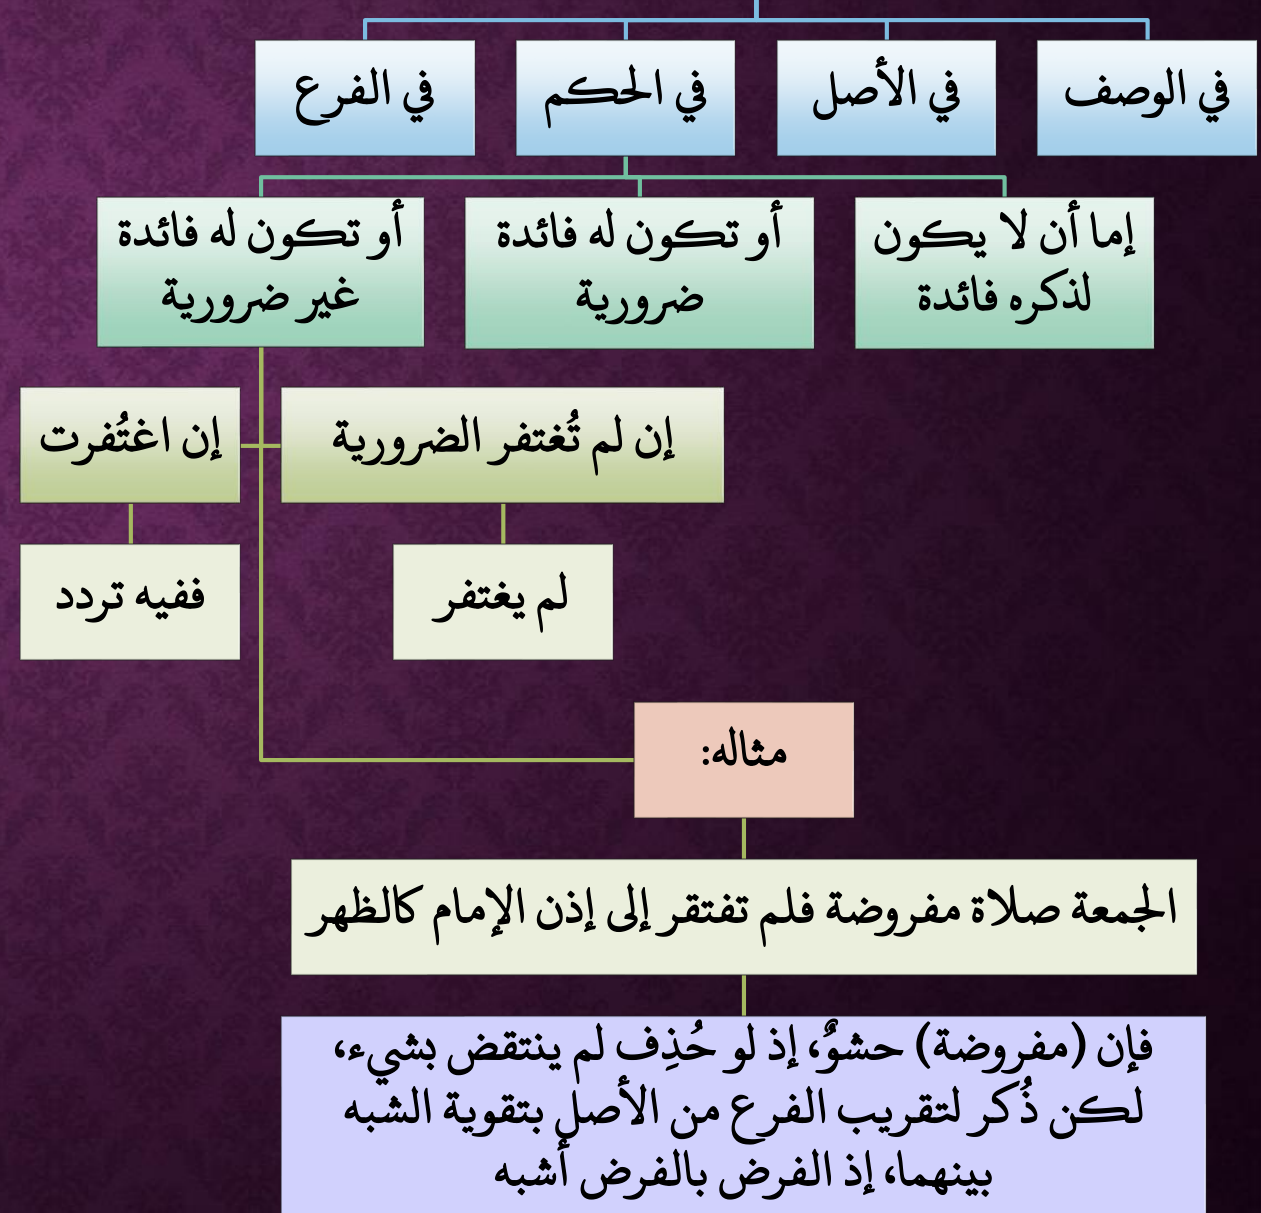 في الوصف
في الأصل
في الحكم
في الفرع
إما أن لا يكون
لذكره فائدة
أو تكون له فائدة
ضرورية
أو تكون له فائدة
غير ضرورية
إن لم تُغتفر الضرورية
إن اغتُفرت
لم يغتفر
ففيه تردد
مثاله:
الجمعة صلاة مفروضة فلم تفتقر إلى إذن الإمام كالظهر
فإن (مفروضة) حشوٌ، إذ لو حُذِف لم ينتقض بشيء،
لكن ذُكر لتقريب الفرع من الأصل بتقوية الشبه
بينهما، إذ الفرض بالفرض أشبه